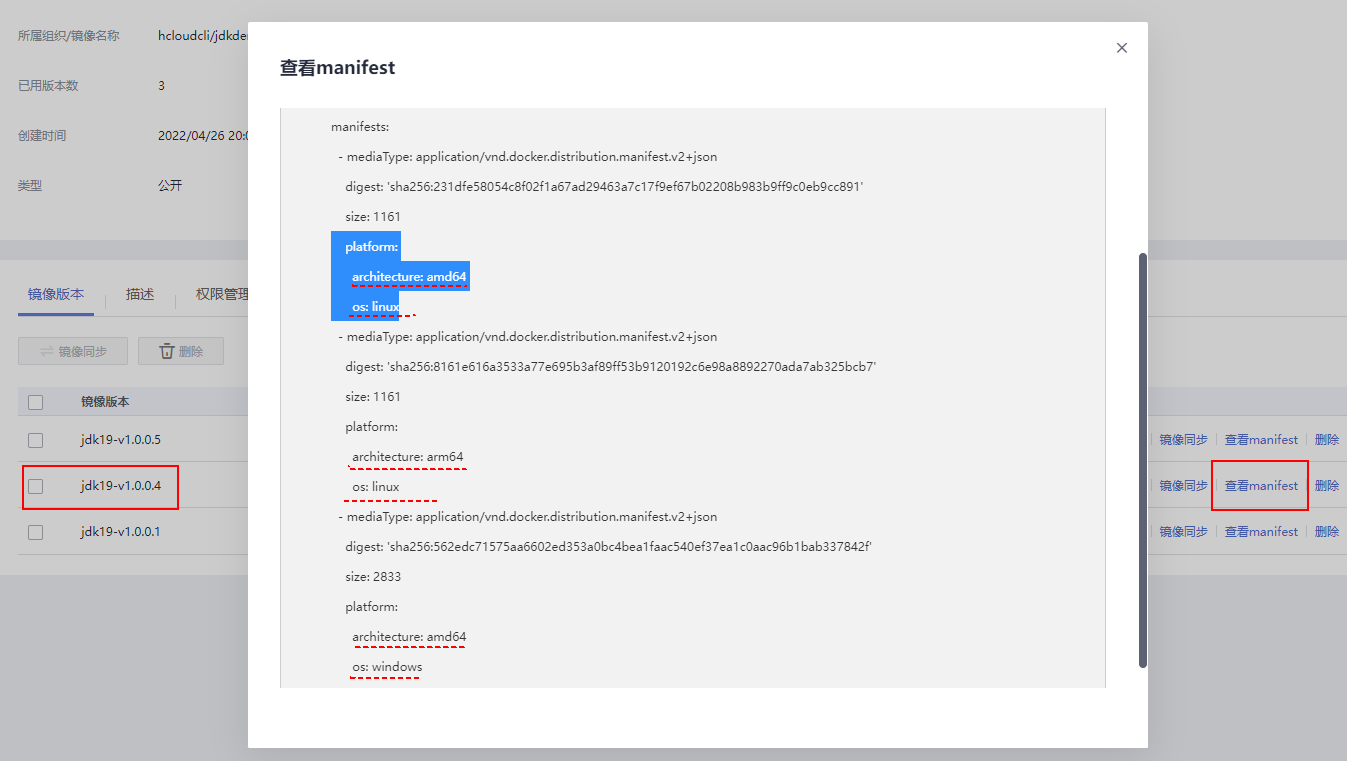 所属组织/镜像名称 hcloudcli/jdkde
已用版本数 3
创建时间 2022/04/26 20:0
类型 公开
镜像版本 描述 权限管理
镜像同步 删除
镜像版本
jdk19-v1.0.0.5 镜像同步 查看manifest 删除
jdk19-v1.0.0.4 镜像同步 查看manifest 删除
jdk19-v1.0.0.1 镜像同步 查看manifest 删除
查看manifest
manifests:
- mediaType: application/vnd.docker.distribution.manifest.v2+json
digest: 'sha256:231dfe58054c8f02f1a67ad29463a7c17f9ef67b02208b983b9ff9c0eb9cc891'
size: 1161
platform:
architecture: amd64
os: linux
- mediaType: application/vnd.docker.distribution.manifest.v2+json
digest: 'sha256:8161e616a3533a77e695b3af89ff53b9120192c6e98a8892270ada7ab325bcb7'
size: 1161
platform:
architecture: arm64
os: linux
- mediaType: application/vnd.docker.distribution.manifest.v2+json
digest: 'sha256:562edc71575aa6602ed353a0bc4bea1faac540ef37ea1c0aac96b1bab337842f'
size: 2833
platform:
architecture: amd64
os: windows